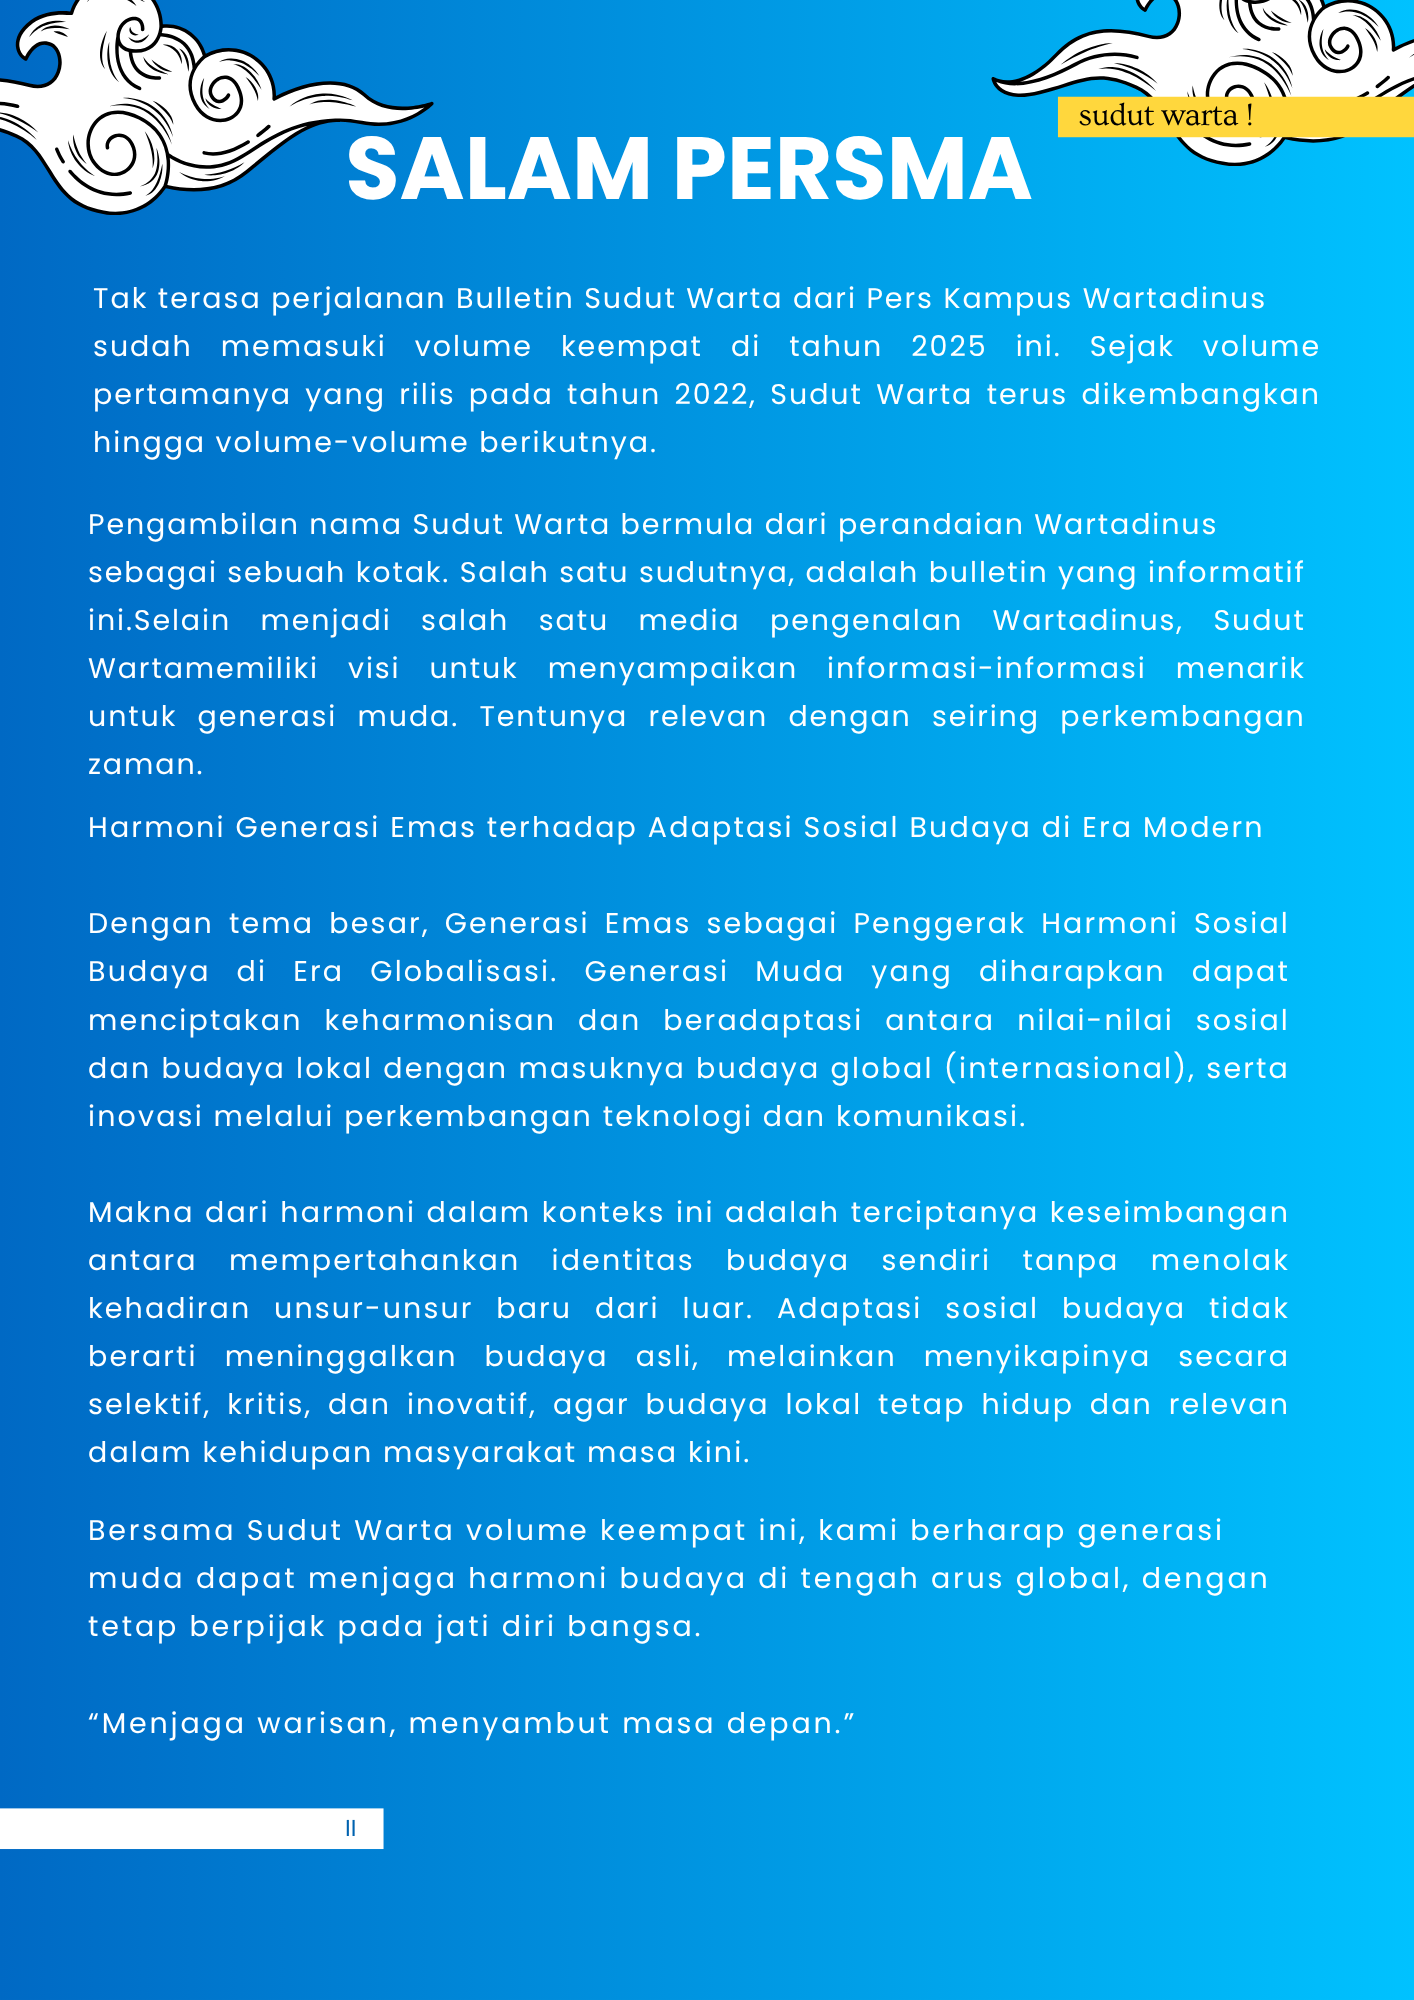 sudut warta !
SALAM PERSMA
Tak terasa perjalanan Bulletin Sudut Warta dari Pers Kampus Wartadinus
sudah memasuki volume keempat di tahun 2025 ini. Sejak volume
pertamanya yang rilis pada tahun 2022, Sudut Warta terus dikembangkan
hingga volume-volume berikutnya.
Pengambilan nama Sudut Warta bermula dari perandaian Wartadinus
sebagai sebuah kotak. Salah satu sudutnya, adalah bulletin yang informatif
ini.Selain menjadi salah satu media pengenalan Wartadinus, Sudut
Wartamemiliki visi untuk menyampaikan informasi-informasi menarik
untuk generasi muda. Tentunya relevan dengan seiring perkembangan
zaman.
Harmoni Generasi Emas terhadap Adaptasi Sosial Budaya di Era Modern
Dengan tema besar, Generasi Emas sebagai Penggerak Harmoni Sosial
Budaya di Era Globalisasi. Generasi Muda yang diharapkan dapat
menciptakan keharmonisan dan beradaptasi antara nilai-nilai sosial
dan budaya lokal dengan masuknya budaya global (internasional), serta
inovasi melalui perkembangan teknologi dan komunikasi.
Makna dari harmoni dalam konteks ini adalah terciptanya keseimbangan
antara mempertahankan identitas budaya sendiri tanpa menolak
kehadiran unsur-unsur baru dari luar. Adaptasi sosial budaya tidak
berarti meninggalkan budaya asli, melainkan menyikapinya secara
selektif, kritis, dan inovatif, agar budaya lokal tetap hidup dan relevan
dalam kehidupan masyarakat masa kini.
Bersama Sudut Warta volume keempat ini, kami berharap generasi
muda dapat menjaga harmoni budaya di tengah arus global, dengan
tetap berpijak pada jati diri bangsa.
“Menjaga warisan, menyambut masa depan.”
II